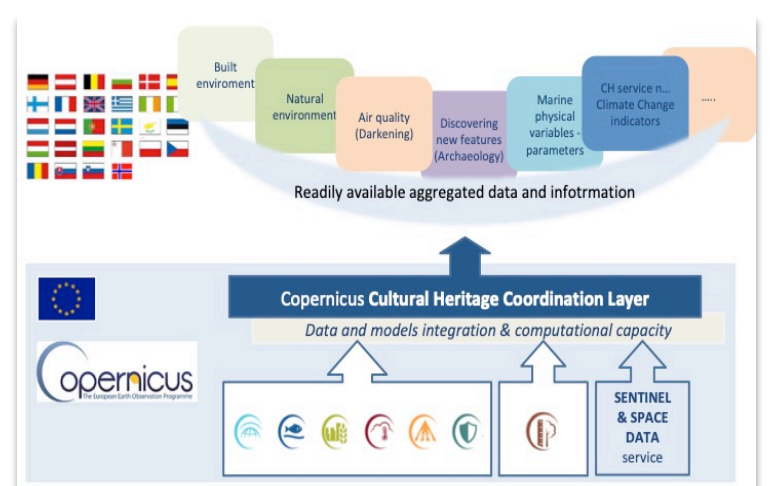 Built
enviroment
Natural
environment
Air quality
(Darkening)
Discovering
new features
(Archaeology)
Marine
physical
variables -
parameters
CH service n...
Climate Change
indicators
.....
Readily available aggregated data and infotrmation
Copernicus Cultural Heritage Coordination Layer
Data and models integration & computational capacity
opernicus
The European Earth Observation Programme
SENTINEL
& SPACE
DATA
service